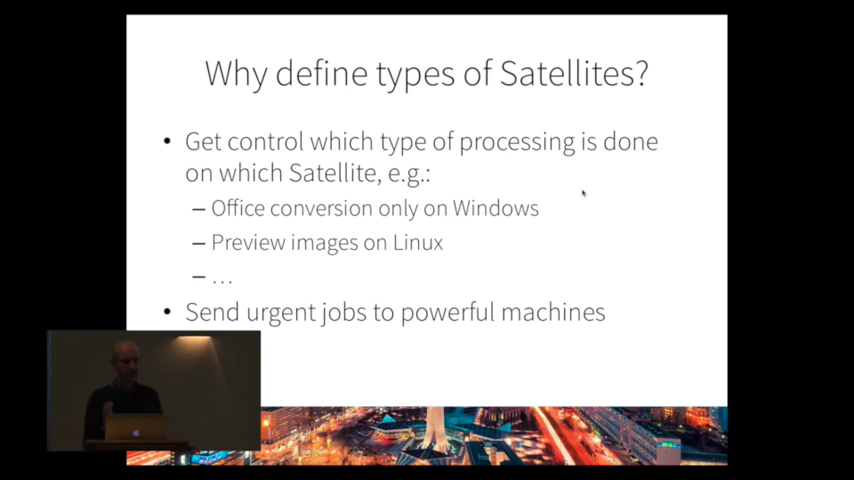 Why define types of Satellites?
• Get control which type of processing is done
on which Satellite, e.g.:
– Office conversion only on Windows
– Preview images on Linux
– …
• Send urgent jobs to powerful machines